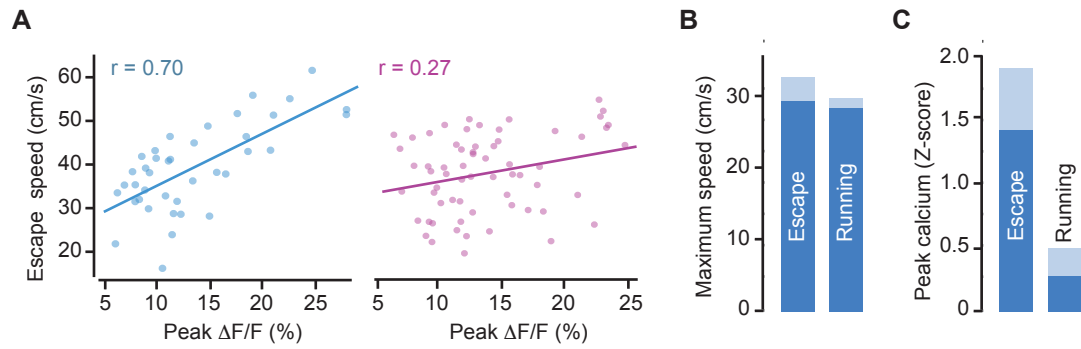 A
r = 0.70
r = 0.27
Escape speed (cm/s)
60
50
40
30
20
5
10
15
20
25
Peak ΔF/F (%)
5
10
15
20
25
Peak ΔF/F (%)
B
Maximum speed (cm/s)
30
20
10
0
Escape
Running
C
Peak calcium (Z-score)
2.0
1.5
1.0
0.5
0
Escape
Running